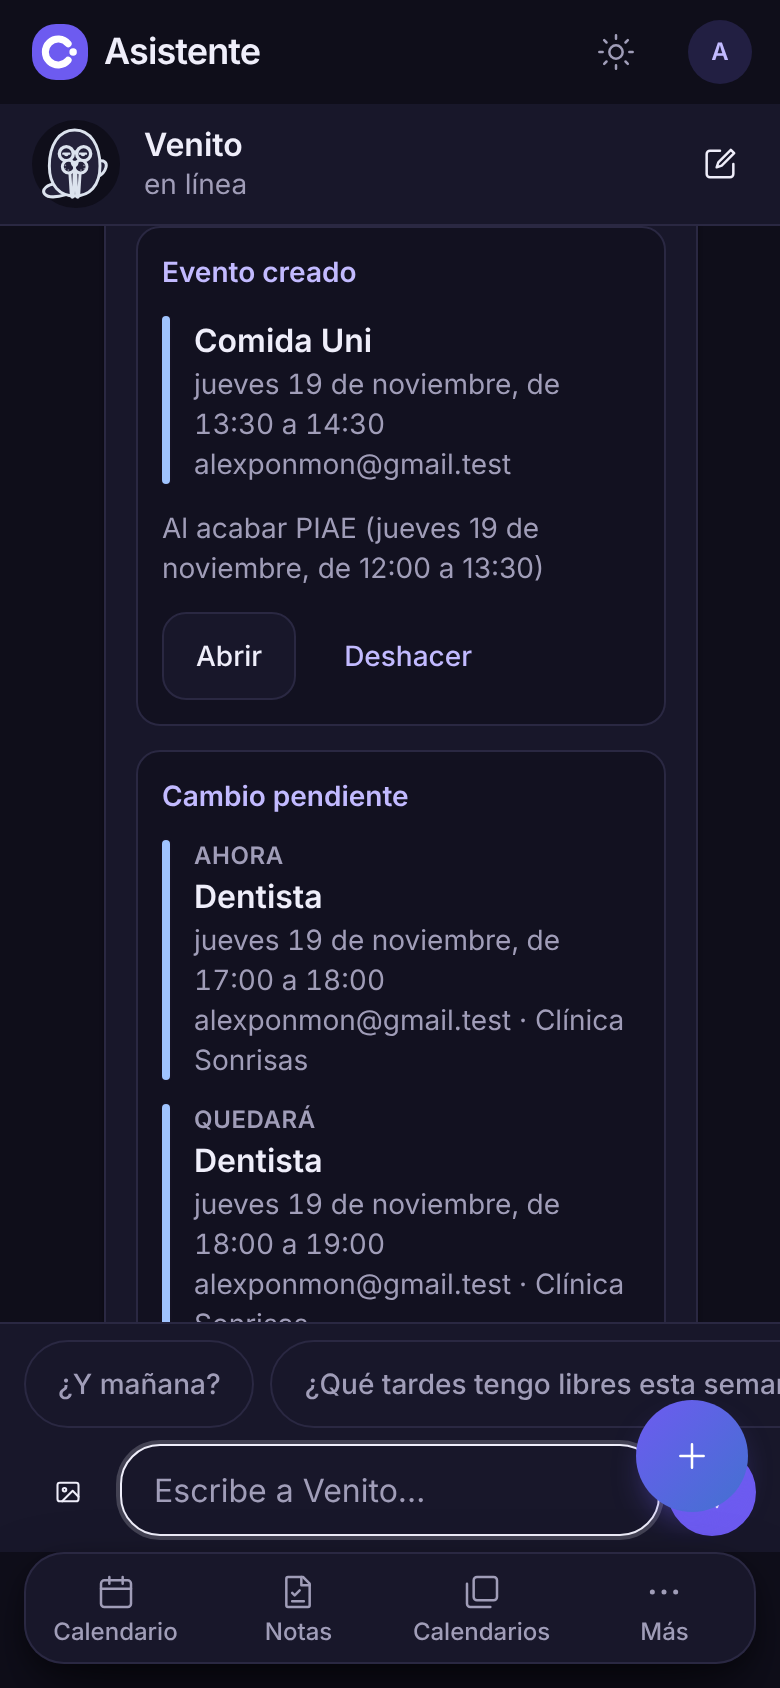 Asistente
A
Venito
en línea
Evento creado
Comida Uni
jueves 19 de noviembre, de
13:30 a 14:30
alexponmon@gmail.test
Al acabar PIAE (jueves 19 de
noviembre, de 12:00 a 13:30)
Abrir
Deshacer
Cambio pendiente
AHORA
Dentista
jueves 19 de noviembre, de
17:00 a 18:00
alexponmon@gmail.test · Clínica
Sonrisas
QUEDARÁ
Dentista
jueves 19 de noviembre, de
18:00 a 19:00
alexponmon@gmail.test · Clínica
¿Y mañana?
¿Qué tardes tengo libres esta
Escribe a Venito...
Calendario
Notas
Calendarios
Más